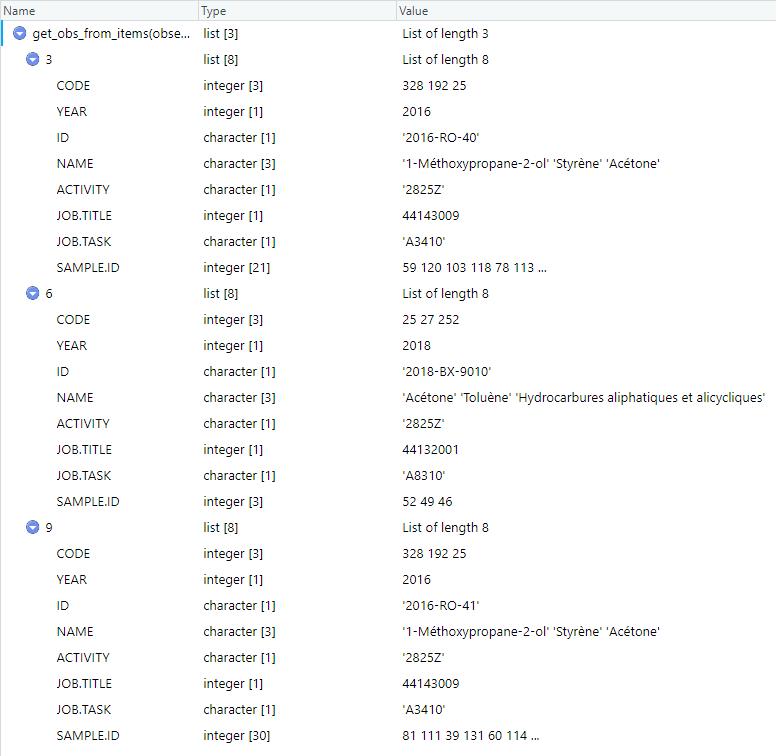 Name Type Value
get_obs_from_items(obse... list [3] List of length 3
3 list [8] List of length 8
CODE integer [3] 328 192 25
YEAR integer [1] 2016
ID character [1] '2016-RO-40'
NAME character [3] '1-Méthoxypropane-2-ol' 'Styrène' 'Acétone'
ACTIVITY character [1] '2825Z'
JOB.TITLE integer [1] 44143009
JOB.TASK character [1] 'A3410'
SAMPLE.ID integer [21] 59 120 103 118 78 113 ...
6 list [8] List of length 8
CODE integer [3] 25 27 252
YEAR integer [1] 2018
ID character [1] '2018-BX-9010'
NAME character [3] 'Acétone' 'Toluène' 'Hydrocarbures aliphatiques et alicycliques'
ACTIVITY character [1] '2825Z'
JOB.TITLE integer [1] 44132001
JOB.TASK character [1] 'A8310'
SAMPLE.ID integer [3] 52 49 46
9 list [8] List of length 8
CODE integer [3] 328 192 25
YEAR integer [1] 2016
ID character [1] '2016-RO-41'
NAME character [3] '1-Méthoxypropane-2-ol' 'Styrène' 'Acétone'
ACTIVITY character [1] '2825Z'
JOB.TITLE integer [1] 44143009
JOB.TASK character [1] 'A3410'
SAMPLE.ID integer [30] 81 111 39 131 60 114 ...